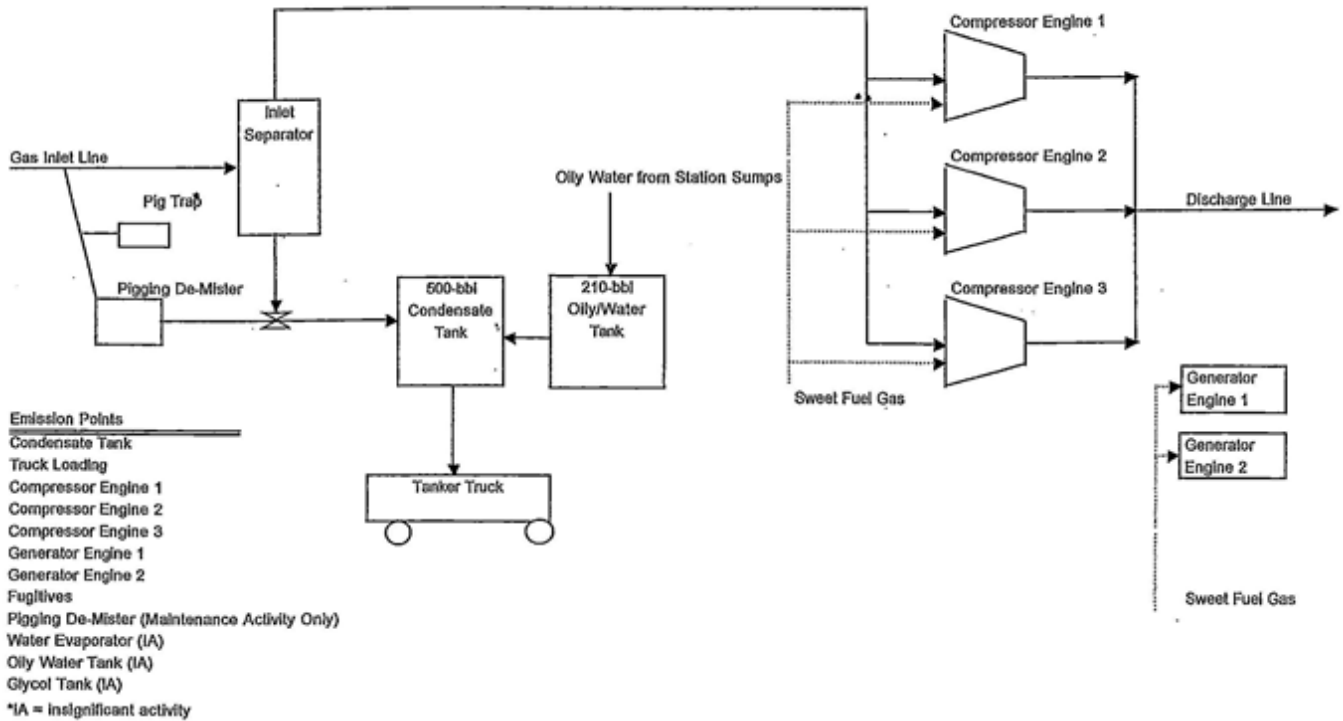 Compressor Engine 1
Inlet
Separator
Gas Inlet Line
Compressor Engine 2
Oily Water from Station Sumps
Pig Trap
Discharge Line
Pigging De-Mister
500-bbl
Condensate
Tank
210-bbl
Oily/Water
Tank
Compressor Engine 3
Sweet Fuel Gas
Generator
Engine 1
Generator
Engine 2
Tanker Truck
Sweet Fuel Gas
Emission Points
Condensate Tank
Truck Loading
Compressor Engine 1
Compressor Engine 2
Compressor Engine 3
Generator Engine 1
Generator Engine 2
Fugitives
Pigging De-Mister (Maintenance Activity Only)
Water Evaporator (IA)
Oily Water Tank (IA)
Glycol Tank (IA)
*IA = insignificant activity